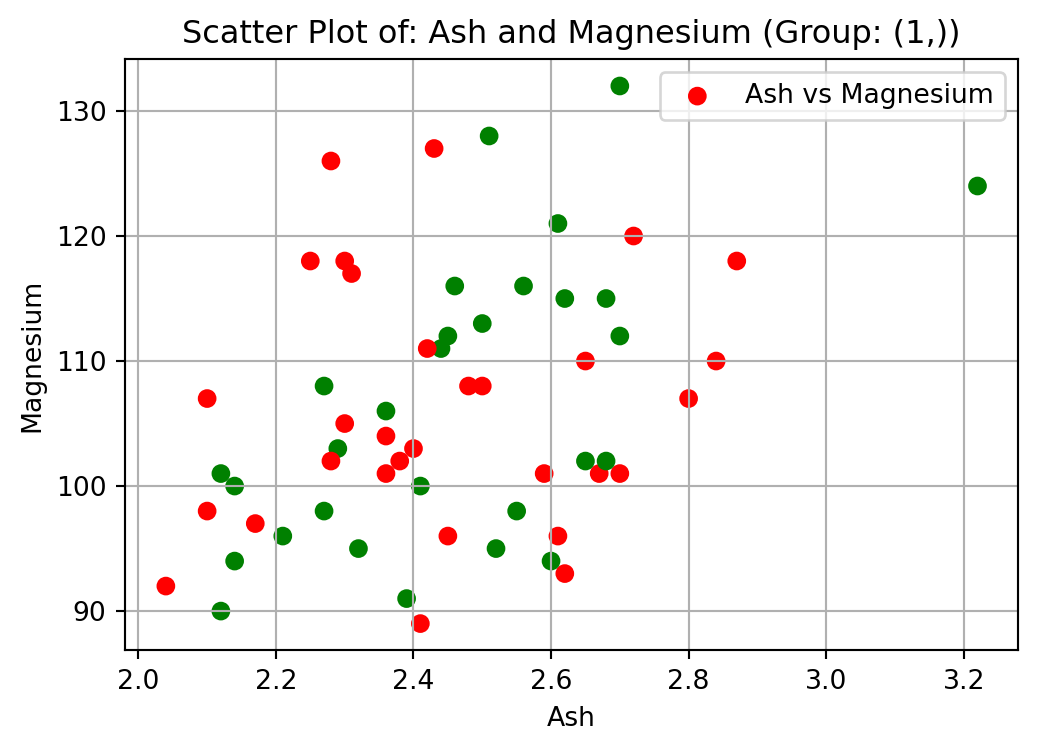 Scatter Plot of: Ash and Magnesium (Group: (1,))
Ash vs Magnesium
130
120
110
100
90
Magnesium
2.0 2.2 2.4 2.6 2.8 3.0 3.2
Ash